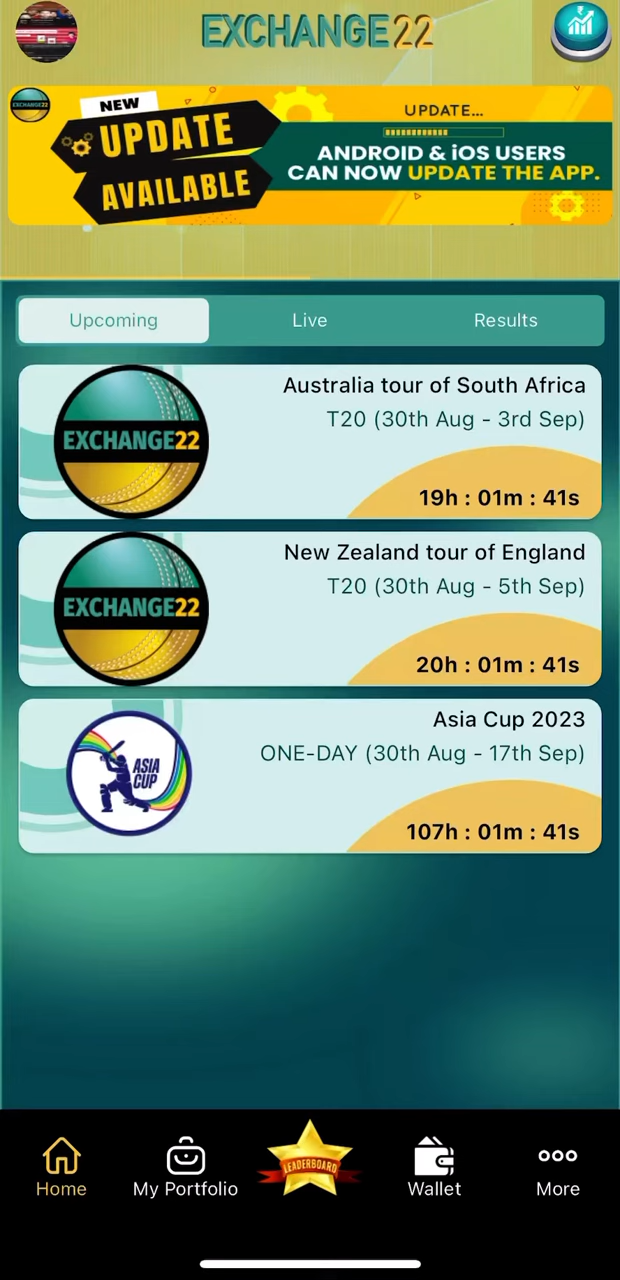 EXCHANGE22
EXCHANGE22
NEW
UPDATE
AVAILABLE
UPDATE...
ANDROID & iOS USERS
CAN NOW UPDATE THE APP.
Upcoming
Live
Results
EXCHANGE22
Australia tour of South Africa
T20 (30th Aug - 3rd Sep)
19h : 01m : 41s
EXCHANGE22
New Zealand tour of England
T20 (30th Aug - 5th Sep)
20h : 01m : 41s
ASIA
CUP
Asia Cup 2023
ONE-DAY (30th Aug - 17th Sep)
107h : 01m : 41s
Home
My Portfolio
LEADERBOARD
Wallet
More